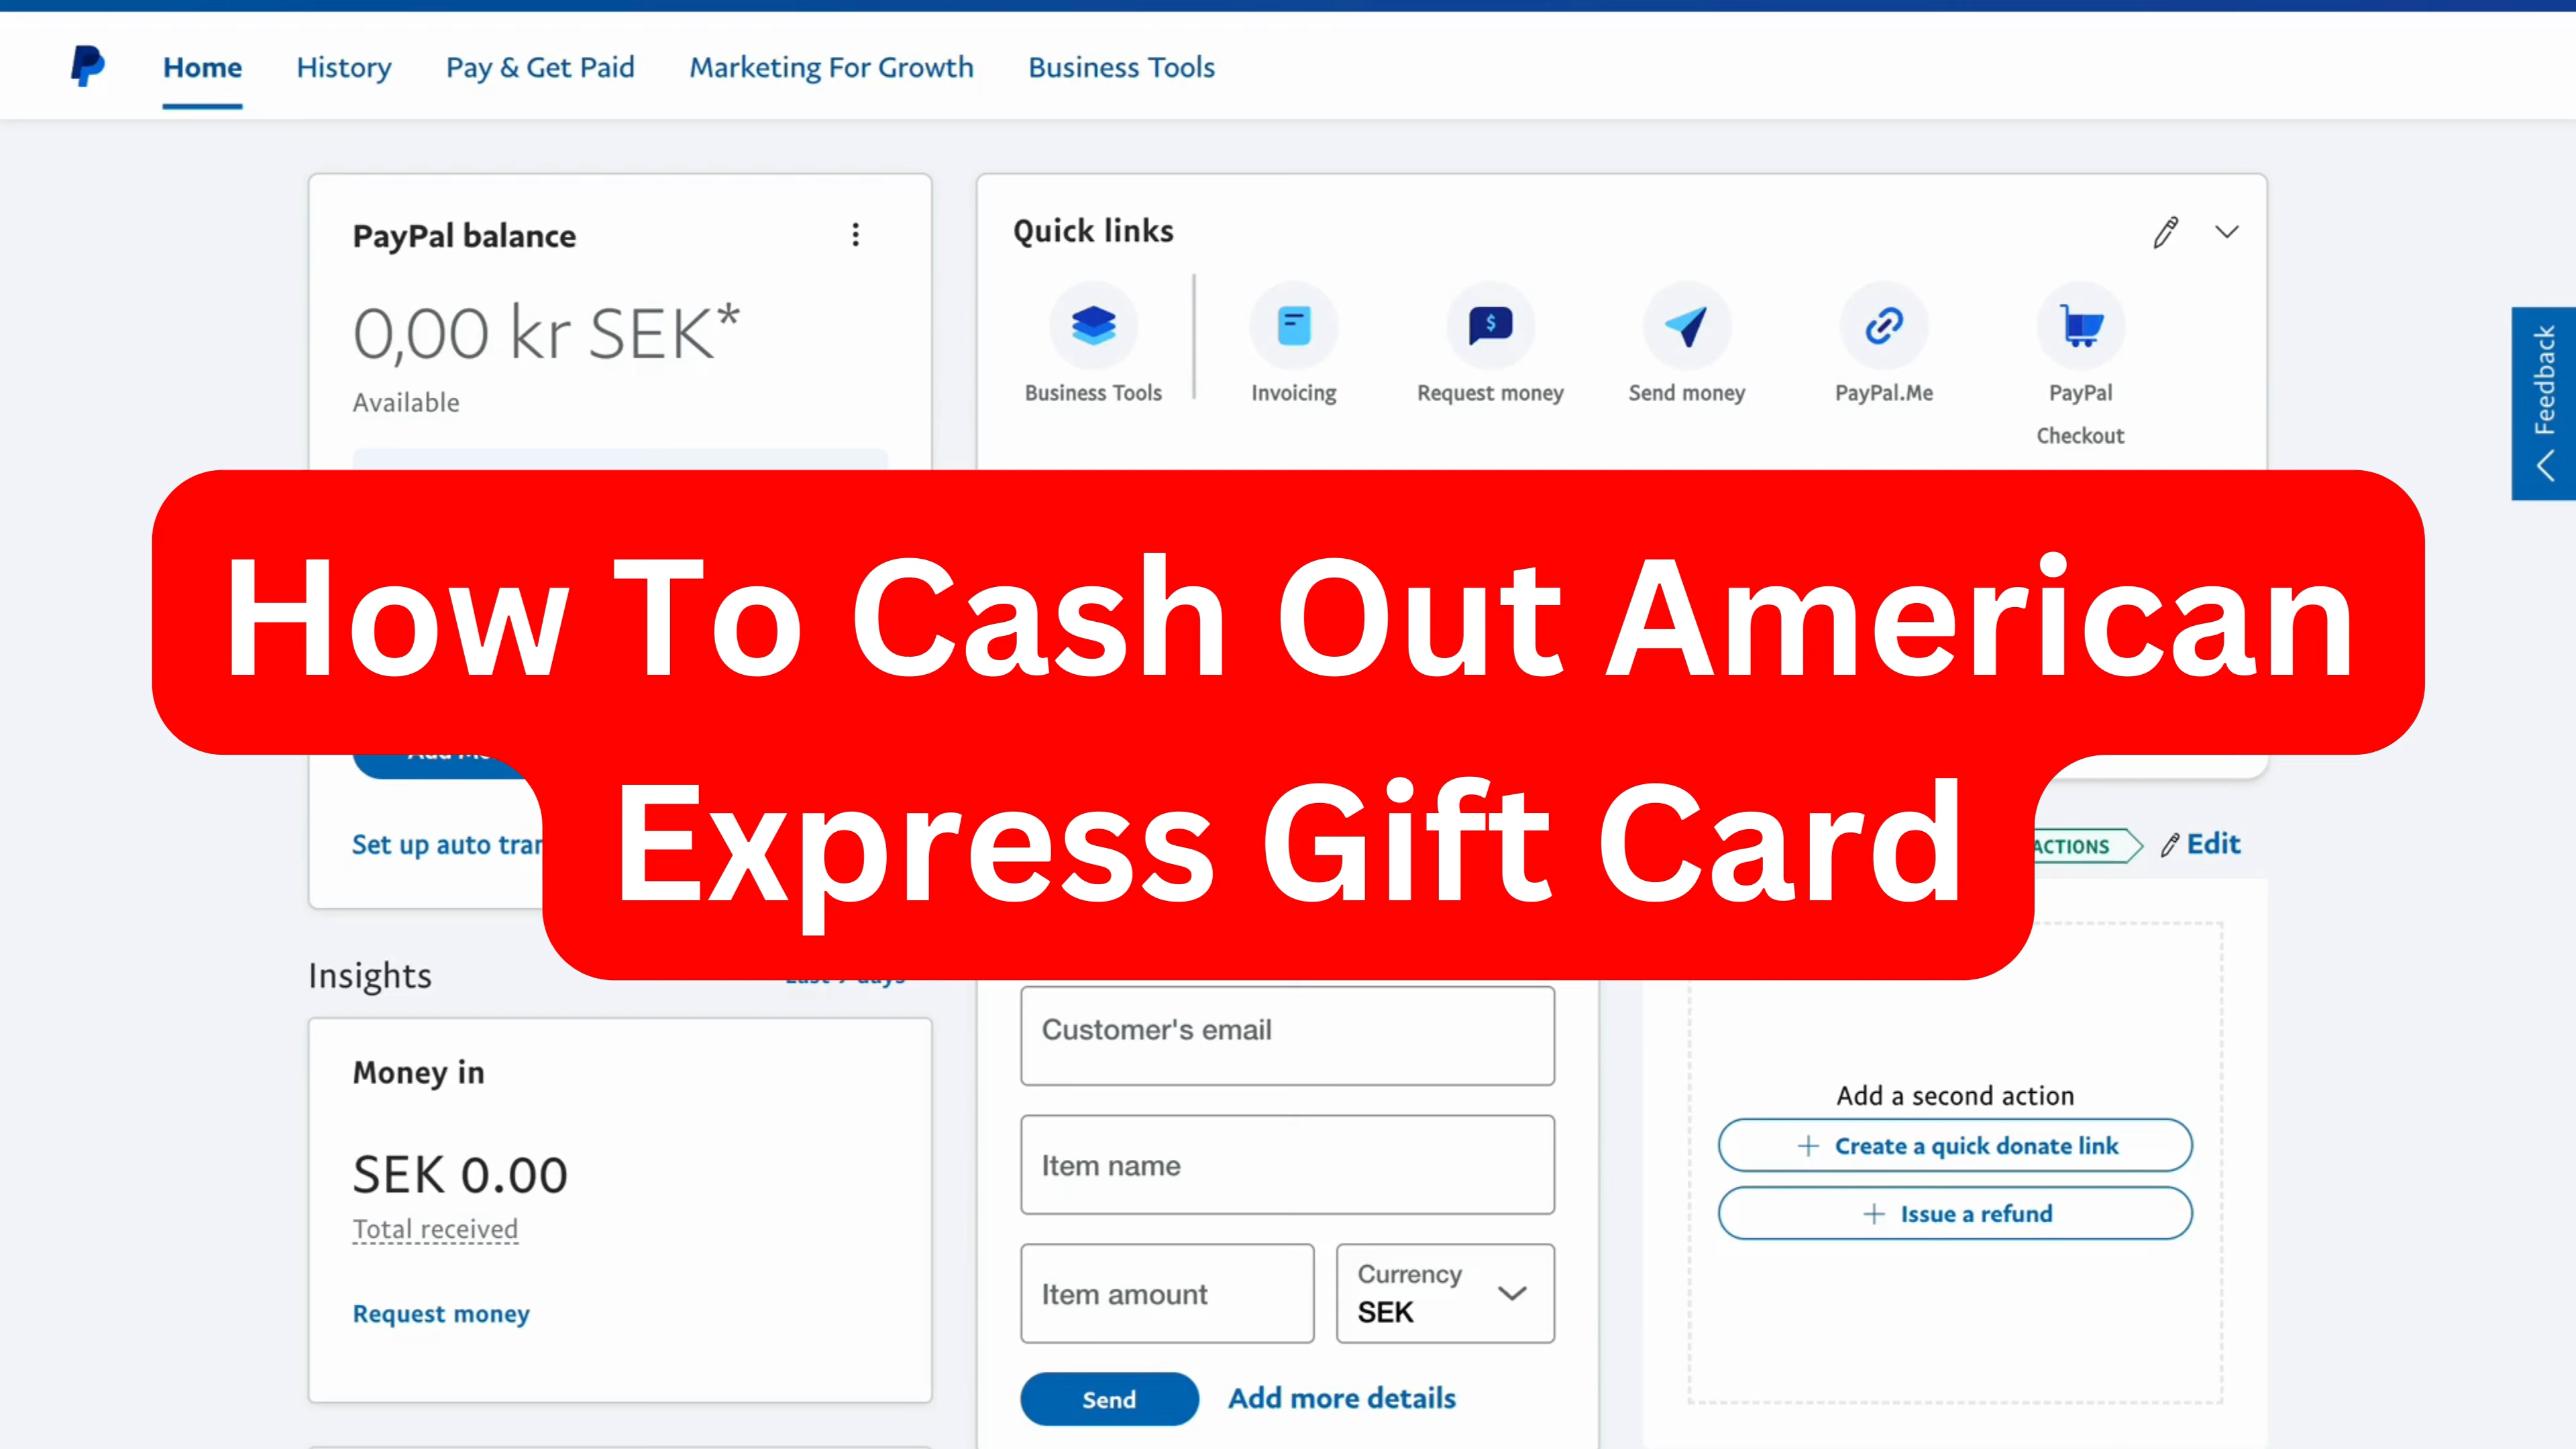 Home History Pay & Get Paid Marketing For Growth Business Tools
PayPal balance
0,00 kr SEK*
Available
Quick links
Business Tools
Invoicing
Request money
Send money
PayPal.Me
PayPal
Checkout
Feedback
How To Cash Out American
Express Gift Card
Set up auto
ACTIONS
Edit
Insights
Last 7 days
Money in
SEK 0.00
Total received
Request money
Customer's email
Item name
Item amount
Currency
SEK
Send
Add more details
Add a second action
+ Create a quick donate link
+ Issue a refund